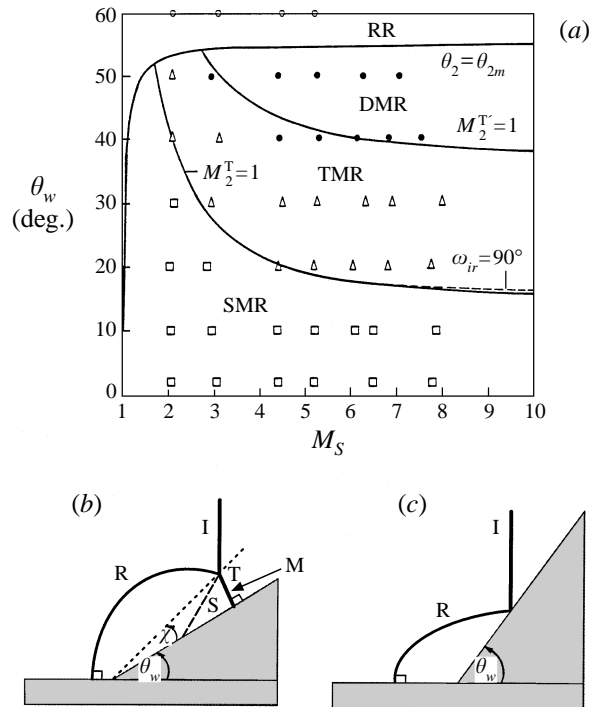 (a)
60
50
40
30
20
10
0
θw
(deg.)
RR
θ2=θ2m
DMR
M2T′=1
TMR
M2T=1
ωir=90°
SMR
1 2 3 4 5 6 7 8 9 10
MS
(b)
I
R
T
M
S
χ
θw
(c)
I
R
θw